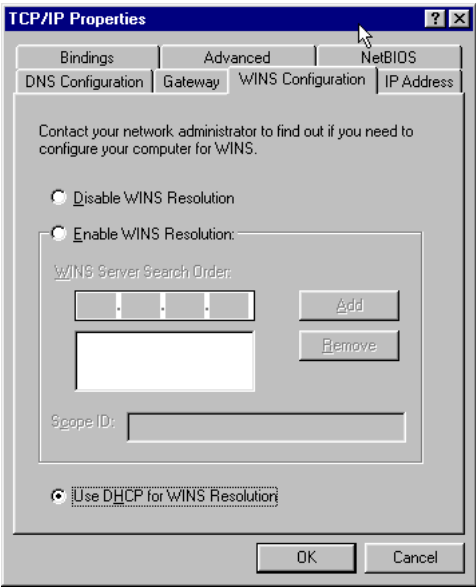 TCP/IP Properties
? X
Bindings Advanced NetBIOS
DNS Configuration Gateway WINS Configuration IP Address
Contact your network administrator to find out if you need to
configure your computer for WINS.
Disable WINS Resolution
Enable WINS Resolution:
WINS Server Search Order:
. . .
Add
Remove
Scope ID:
Use DHCP for WINS Resolution
OK Cancel